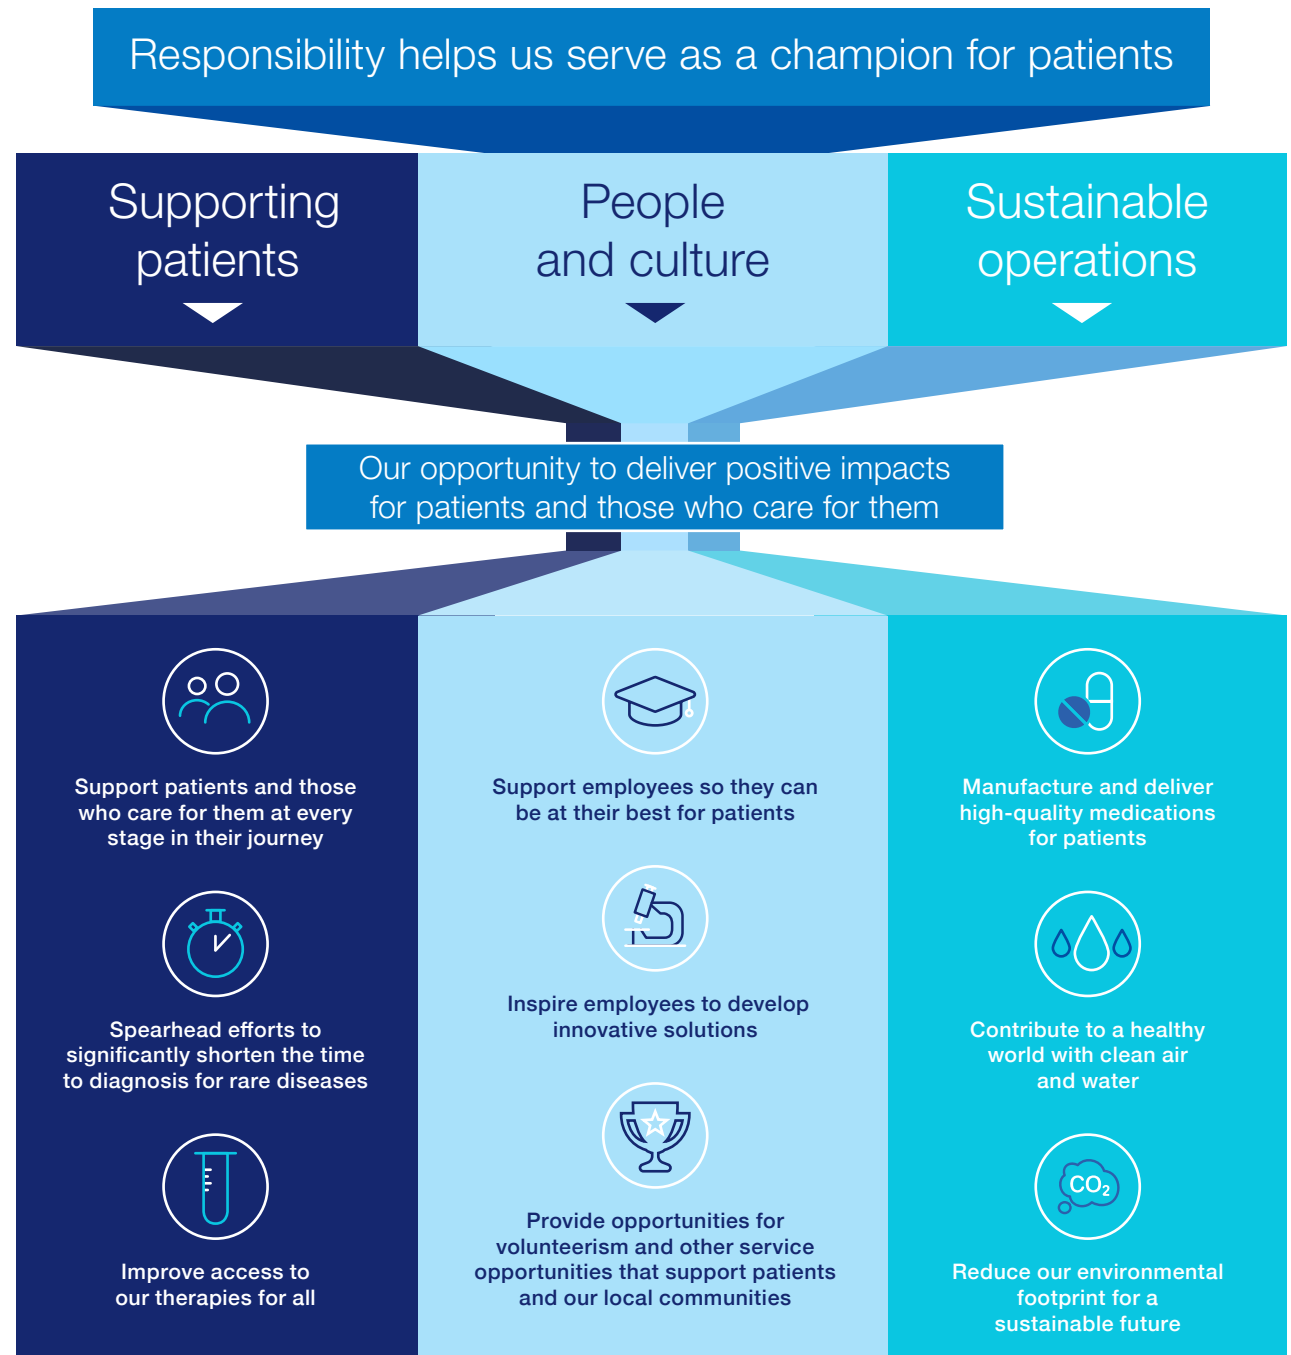 Responsibility helps us serve as a champion for patients
Supporting
patients
People
and culture
Sustainable
operations
Our opportunity to deliver positive impacts
for patients and those who care for them
Support patients and those
who care for them at every
stage in their journey
Spearhead efforts to
significantly shorten the time
to diagnosis for rare diseases
Improve access to
our therapies for all
Support employees so they can
be at their best for patients
Inspire employees to develop
innovative solutions
Provide opportunities for
volunteerism and other service
opportunities that support patients
and our local communities
Manufacture and deliver
high-quality medications
for patients
Contribute to a healthy
world with clean air
and water
CO₂
Reduce our environmental
footprint for a
sustainable future